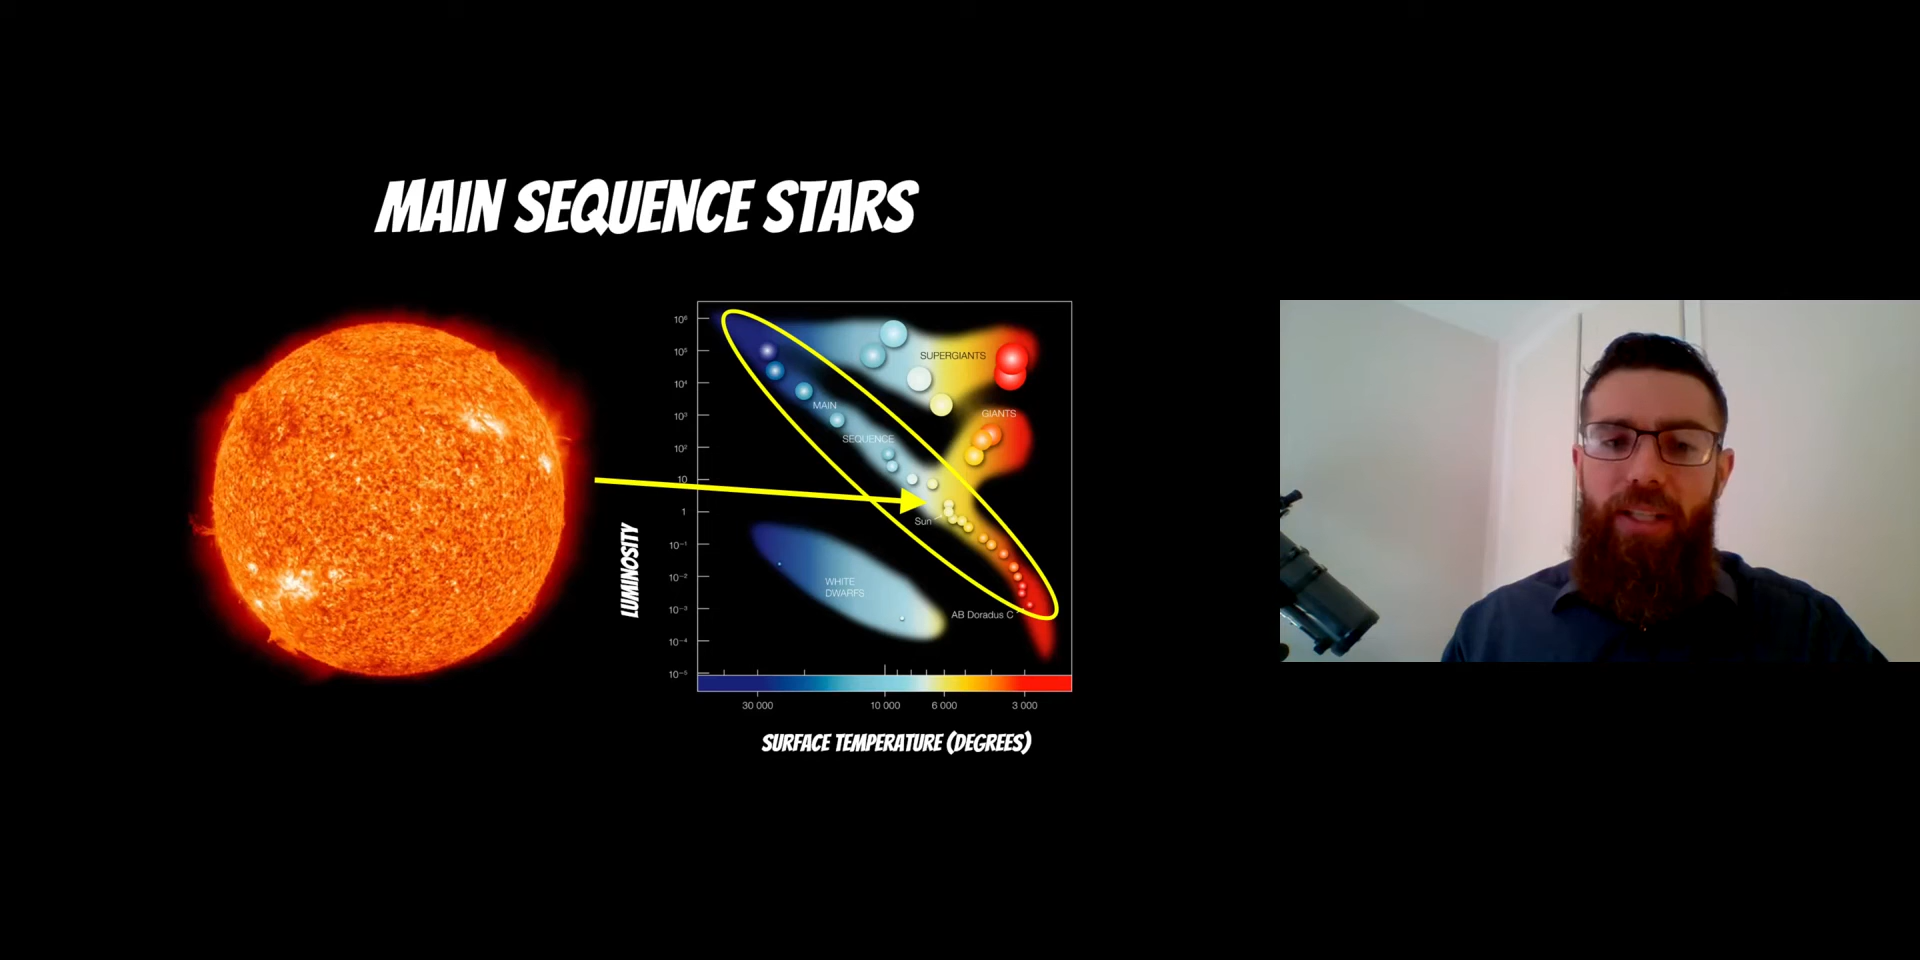 MAIN SEQUENCE STARS
10⁶
10⁵
10⁴
10³
10²
10
1
10⁻¹
10⁻²
10⁻³
10⁻⁴
10⁻⁵
LUMINOSITY
SUPERGIANTS
MAIN
GIANTS
SEQUENCE
Sun
WHITE
DWARFS
AB Doradus C
30 000
10 000
6 000
3 000
SURFACE TEMPERATURE (DEGREES)